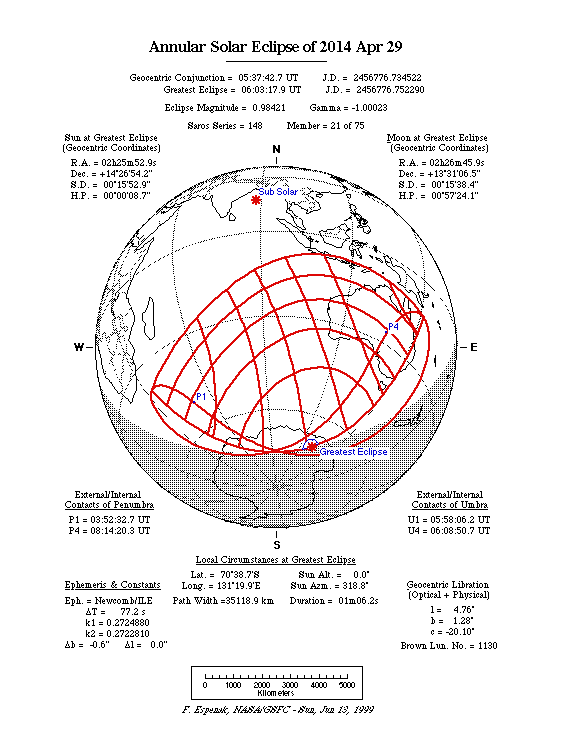 Annular Solar Eclipse of 2014 Apr 29
Geocentric Conjunction = 05:37:42.7 UT J.D. = 2456776.734522
Greatest Eclipse = 06:03:17.9 UT J.D. = 2456776.752290
Eclipse Magnitude = 0.98421 Gamma = -1.00023
Saros Series = 148 Member = 21 of 75
Sun at Greatest Eclipse
(Geocentric Coordinates)
R.A. = 02h25m52.9s
Dec. = +14°26'54.2"
S.D. = 00°15'52.9"
H.P. = 00°00'08.7"
Moon at Greatest Eclipse
(Geocentric Coordinates)
R.A. = 02h26m45.9s
Dec. = +13°31'06.5"
S.D. = 00°15'38.4"
H.P. = 00°57'24.1"
N
Sub Solar
P4
W
E
P1
Greatest Eclipse
S
External/Internal
Contacts of Penumbra
P1 = 03:52:32.7 UT
P4 = 08:14:20.3 UT
External/Internal
Contacts of Umbra
U1 = 05:58:06.2 UT
U4 = 06:08:50.7 UT
Local Circumstances at Greatest Eclipse
Lat. = 70°38.7'S Sun Alt. = 0.0°
Long. = 131°19.9'E Sun Azm. = 318.8°
Path Width =35118.9 km Duration = 01m06.2s
Ephemeris & Constants
Eph. = Newcomb/ILE
ΔT = 77.2 s
k1 = 0.2724880
k2 = 0.2722810
Δb = -0.6" Δl = 0.0"
Geocentric Libration
(Optical + Physical)
l = 4.76°
b = 1.28°
c = -20.10°
Brown Lun. No. = 1130
0 1000 2000 3000 4000 5000
Kilometers
F. Espenak, NASA/GSFC - Sun, Jun 13, 1999